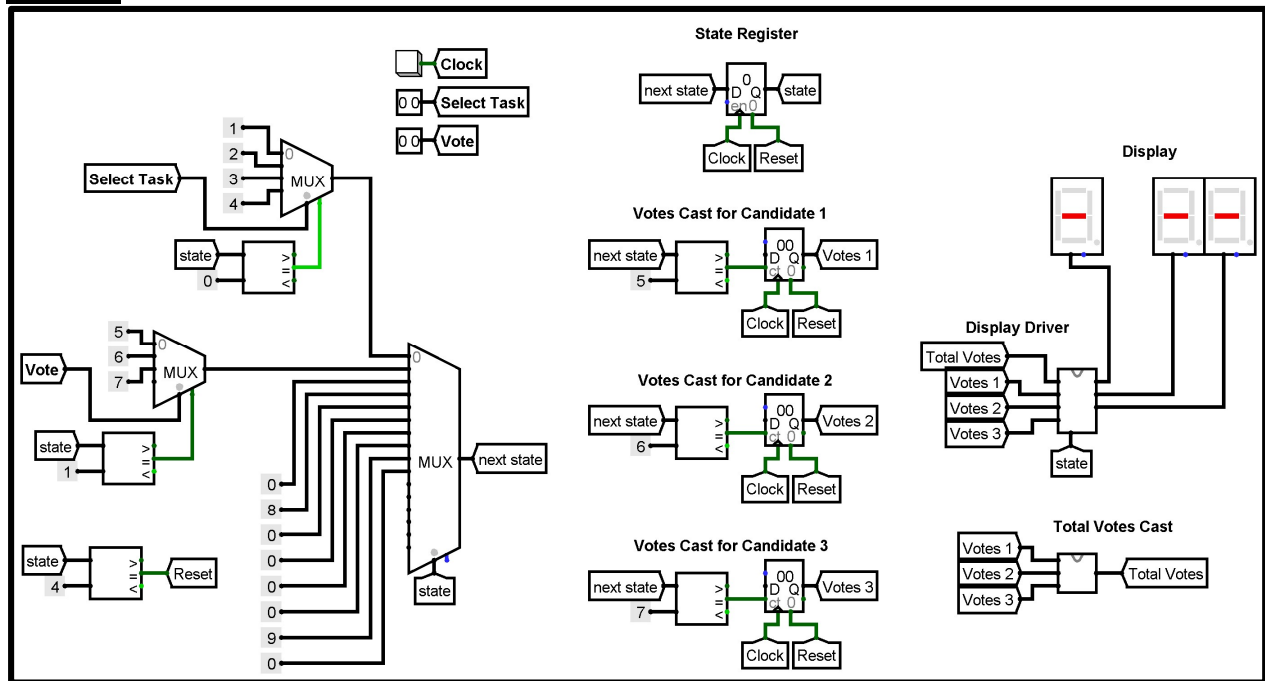 State Register
Clock
Select Task
0 0
Vote
0 0
next state
D Q
0
en 0
state
Clock
Reset
1
2
3
4
0
MUX
Select Task
state
0
>
=
<
Votes Cast for Candidate 1
next state
5
>
=
<
00
D Q
ct 0
Votes 1
Clock
Reset
5
6
7
0
MUX
Vote
state
1
>
=
<
Votes Cast for Candidate 2
next state
6
>
=
<
00
D Q
ct 0
Votes 2
Clock
Reset
0
MUX
next state
state
0
8
0
0
0
0
9
0
state
4
>
=
<
Reset
Votes Cast for Candidate 3
next state
7
>
=
<
00
D Q
ct 0
Votes 3
Clock
Reset
Display
Display Driver
Total Votes
Votes 1
Votes 2
Votes 3
state
Total Votes Cast
Votes 1
Votes 2
Votes 3
Total Votes